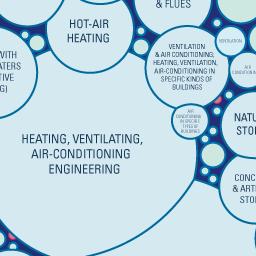 & FLUES
HOT-AIR
HEATING
WITH
ATERS
TIVE
G)
VENTILATION
& AIR CONDITIONING;
HEATING, VENTILATION,
AIR-CONDITIONING IN
SPECIFIC KINDS OF
BUILDINGS
VENTILATION
AIR
CONDITIONIN
AIR
CONDITIONING
IN SPECIFIC
TYPES OF
BUILDINGS
HEATING, VENTILATING,
AIR-CONDITIONING
ENGINEERING
NATU
STO
CONC
& ARTI
STO